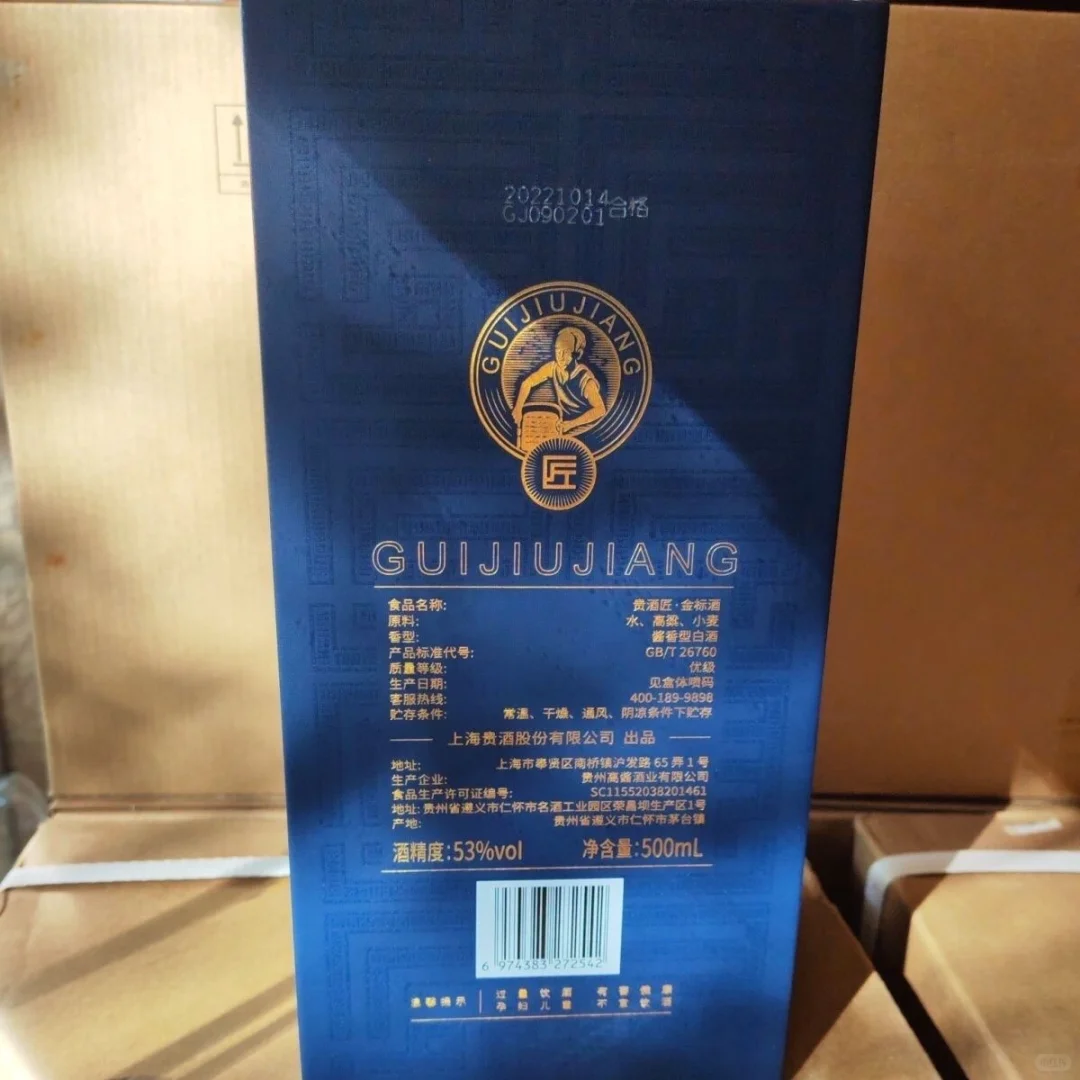 20221014
GJ090201合格
GUIJIUJIANG
匠
GUIJIUJIANG
食品名称: 贵酒匠·金标酒
原料: 水、高粱、小麦
香型: 酱香型白酒
产品标准代号: GB/T 26760
质量等级: 优级
生产日期: 见盒体喷码
客服热线: 400-189-9898
贮存条件: 常温、干燥、通风、阴凉条件下贮存
上海贵酒股份有限公司 出品
地址: 上海市奉贤区南桥镇沪发路 65 弄 1 号
生产企业: 贵州高酱酒业有限公司
食品生产许可证编号: SC11552038201461
地址: 贵州省遵义市仁怀市名酒工业园区荣昌坝生产区1号
产地: 贵州省遵义市仁怀市茅台镇
酒精度:53%vol 净含量:500mL
6 974383 272542
温馨提示 过量饮酒 有害健康
孕妇儿童 不宜饮酒